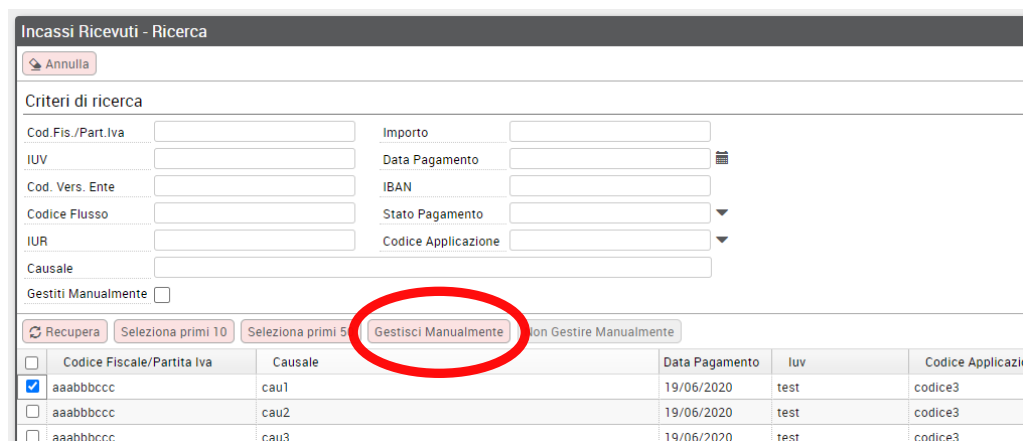 Incassi Ricevuti - Ricerca
Annulla
Criteri di ricerca
Cod.Fis./Part.Iva Importo
IUV Data Pagamento
Cod. Vers. Ente IBAN
Codice Flusso Stato Pagamento
IUR Codice Applicazione
Causale
Gestiti Manualmente
Recupera Seleziona primi 10 Seleziona primi Gestisci Manualmente Gestire Manualmente
Codice Fiscale/Partita Iva Causale Data Pagamento Iuv Codice
aaabbbccc cau1 19/06/2020 test codice3
aaabbbccc cau2 19/06/2020 test codice3
aaabbbccc cau3 19/06/2020 test codice3